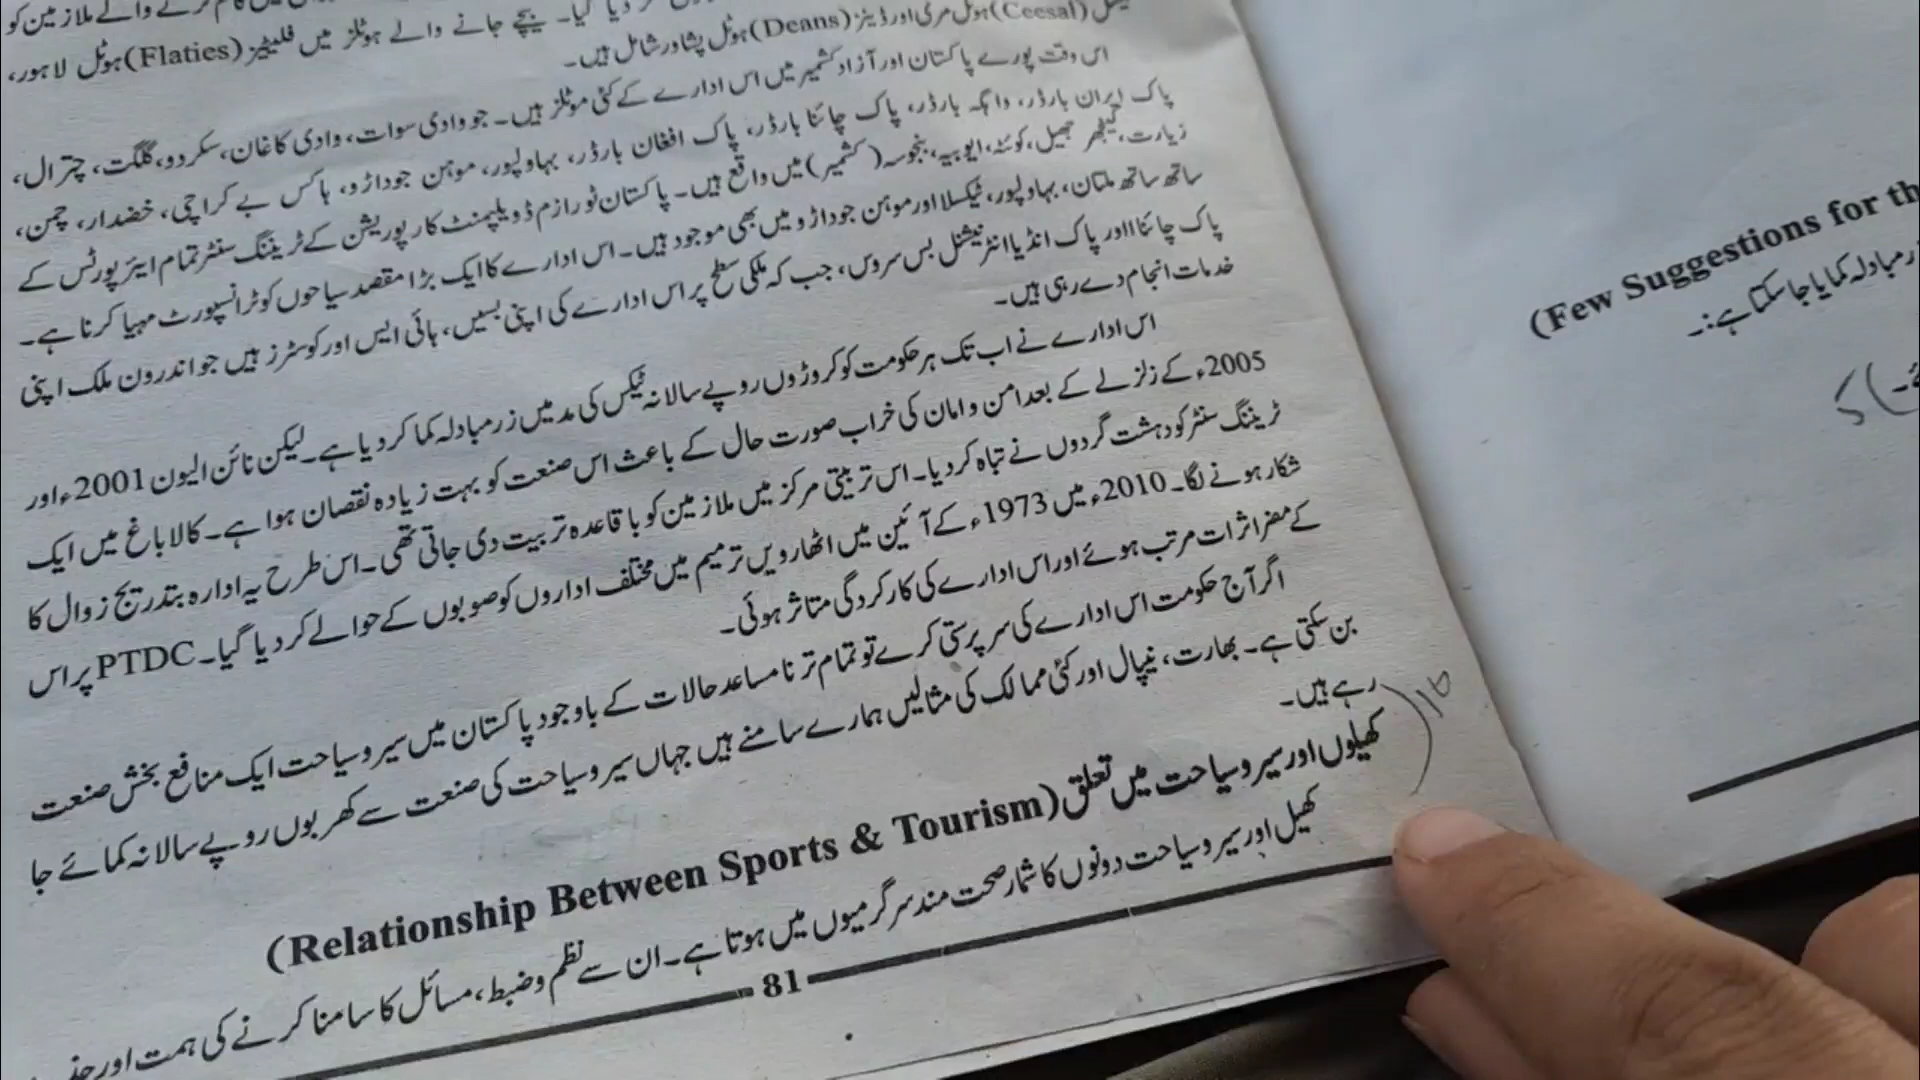 کرنے والے ملازمین کو
دیا گیا۔ بیچے جانے والے ہوٹلز میں فلیٹیز (Flaties) ہوٹل لاہور،
(Ceesal) ہوٹل مری اور ڈینز (Deans) ہوٹل پشاور شامل ہیں۔
اس وقت پورے پاکستان اور آزاد کشمیر میں اس ادارے کے کئی موٹلز ہیں۔ جو وادی سوات، وادی کاغان، سکردو، گلگت، چترال،
پاک ایران بارڈر، واہگہ بارڈر، پاک چائنا بارڈر، پاک افغان بارڈر، بہاولپور، موہن جوداڑو، ہاکس بے کراچی، خضدار، چمن،
زیارت، کینجھر جھیل، کوئٹہ، ایوبیہ، بنجوسہ (کشمیر) میں واقع ہیں۔ پاکستان ٹورازم ڈویلپمنٹ کارپوریشن کے ٹریننگ سنٹر تمام ایئرپورٹس کے
ساتھ ساتھ ملتان، بہاولپور، ٹیکسلا اور موہن جوداڑو میں بھی موجود ہیں۔ اس ادارے کا ایک بڑا مقصد سیاحوں کو ٹرانسپورٹ مہیا کرنا ہے۔
پاک چائنا اور پاک انڈیا انٹرنیشنل بس سروس، جب کہ ملکی سطح پر اس ادارے کی اپنی بسیں، ہائی ایس اور کوسٹرز ہیں جو اندرون ملک اپنی
خدمات انجام دے رہی ہیں۔
اس ادارے نے اب تک ہر حکومت کو کروڑوں روپے سالانہ ٹیکس کی مد میں زرمبادلہ کما کر دیا ہے۔ لیکن نائن الیون 2001ء اور
2005ء کے زلزلے کے بعد امن و امان کی خراب صورت حال کے باعث اس صنعت کو بہت زیادہ نقصان ہوا ہے۔ کالا باغ میں ایک
ٹریننگ سنٹر کو دہشت گردوں نے تباہ کر دیا۔ اس تربیتی مرکز میں ملازمین کو باقاعدہ تربیت دی جاتی تھی۔ اس طرح یہ ادارہ بتدریج زوال کا
شکار ہونے لگا۔ 2010ء میں 1973ء کے آئین میں اٹھارویں ترمیم میں مختلف اداروں کو صوبوں کے حوالے کر دیا گیا۔ PTDC پر اس
کے مضر اثرات مرتب ہوئے اور اس ادارے کی کارکردگی متاثر ہوئی۔
اگر آج حکومت اس ادارے کی سرپرستی کرے تو تمام تر نامساعد حالات کے باوجود پاکستان میں سیر و سیاحت ایک منافع بخش صنعت
بن سکتی ہے۔ بھارت، نیپال اور کئی ممالک کی مثالیں ہمارے سامنے ہیں جہاں سیر و سیاحت کی صنعت سے کھربوں روپے سالانہ کمائے جا
رہے ہیں۔
کھیلوں اور سیر و سیاحت میں تعلق (Relationship Between Sports & Tourism)
کھیل اور سیر و سیاحت دونوں کا شمار صحت مند سرگرمیوں میں ہوتا ہے۔ ان سے نظم و ضبط، مسائل کا سامنا کرنے کی ہمت اور
81
(Few Suggestions for
زرمبادلہ کمایا جا سکتا ہے:۔